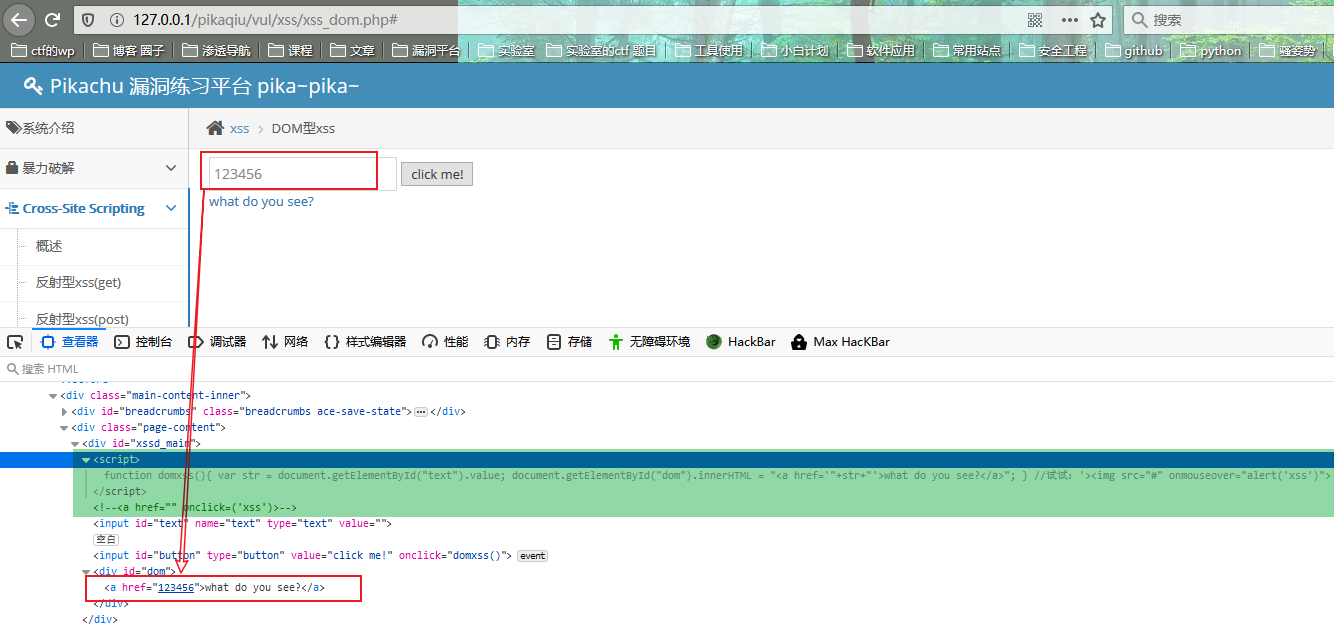 127.0.0.1/pikaqiu/vul/xss/xss_dom.php#
搜索
ctf的wp 博客 圈子 渗透导航 课程 文章 漏洞平台 实验室 实验室的ctf 题目 工具使用 小白计划 软件应用 常用站点 安全工程 github python 骚姿势
Pikachu 漏洞练习平台 pika~pika~
系统介绍
xss > DOM型xss
暴力破解
123456
click me!
what do you see?
Cross-Site Scripting
概述
反射型xss(get)
反射型xss(post)
查看器 控制台 调试器 网络 样式编辑器 性能 内存 存储 无障碍环境 HackBar Max HacKBar
搜索 HTML
<div class="main-content-inner">
<div id="breadcrumbs" class="breadcrumbs ace-save-state">…</div>
<div class="page-content">
<div id="xssd_main">
<script>
function domxss(){ var str = document.getElementById("text").value; document.getElementById("dom").innerHTML = "<a href='"+str+"'>what do you see?</a>"; } //试试：'><img src="#" onmouseover="alert('xss')">
</script>
<!--<a href="" onclick=('xss')>-->
<input id="text" name="text" type="text" value="">
空白
<input id="button" type="button" value="click me!" onclick="domxss()"> event
<div id="dom">
<a href="123456">what do you see?</a>
</div>
</div>